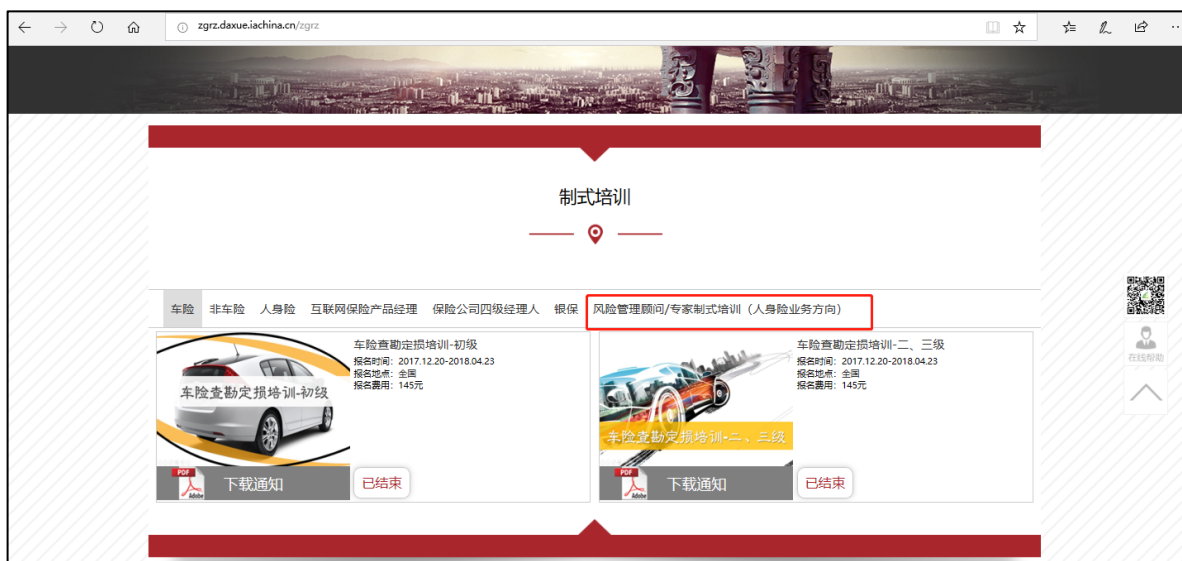 zgrz.daxue.iachina.cn/zgrz
制式培训
车险 非车险 人身险 互联网保险产品经理 保险公司四级经理人 银保 风险管理顾问/专家制式培训（人身险业务方向）
车险查勘定损培训-初级
报名时间：2017.12.20-2018.04.23
报名地点：全国
报名费用：145元
车险查勘定损培训-初级
PDF
Adobe
下载通知
已结束
车险查勘定损培训-二、三级
报名时间：2017.12.20-2018.04.23
报名地点：全国
报名费用：145元
车险查勘定损培训-二、三级
PDF
Adobe
下载通知
已结束
在线帮助